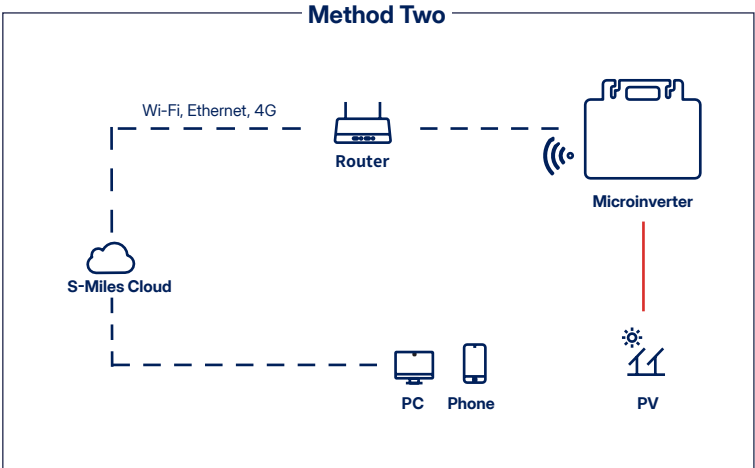 Method Two
Wi-Fi, Ethernet, 4G
Router
Microinverter
S-Miles Cloud
PC
Phone
PV